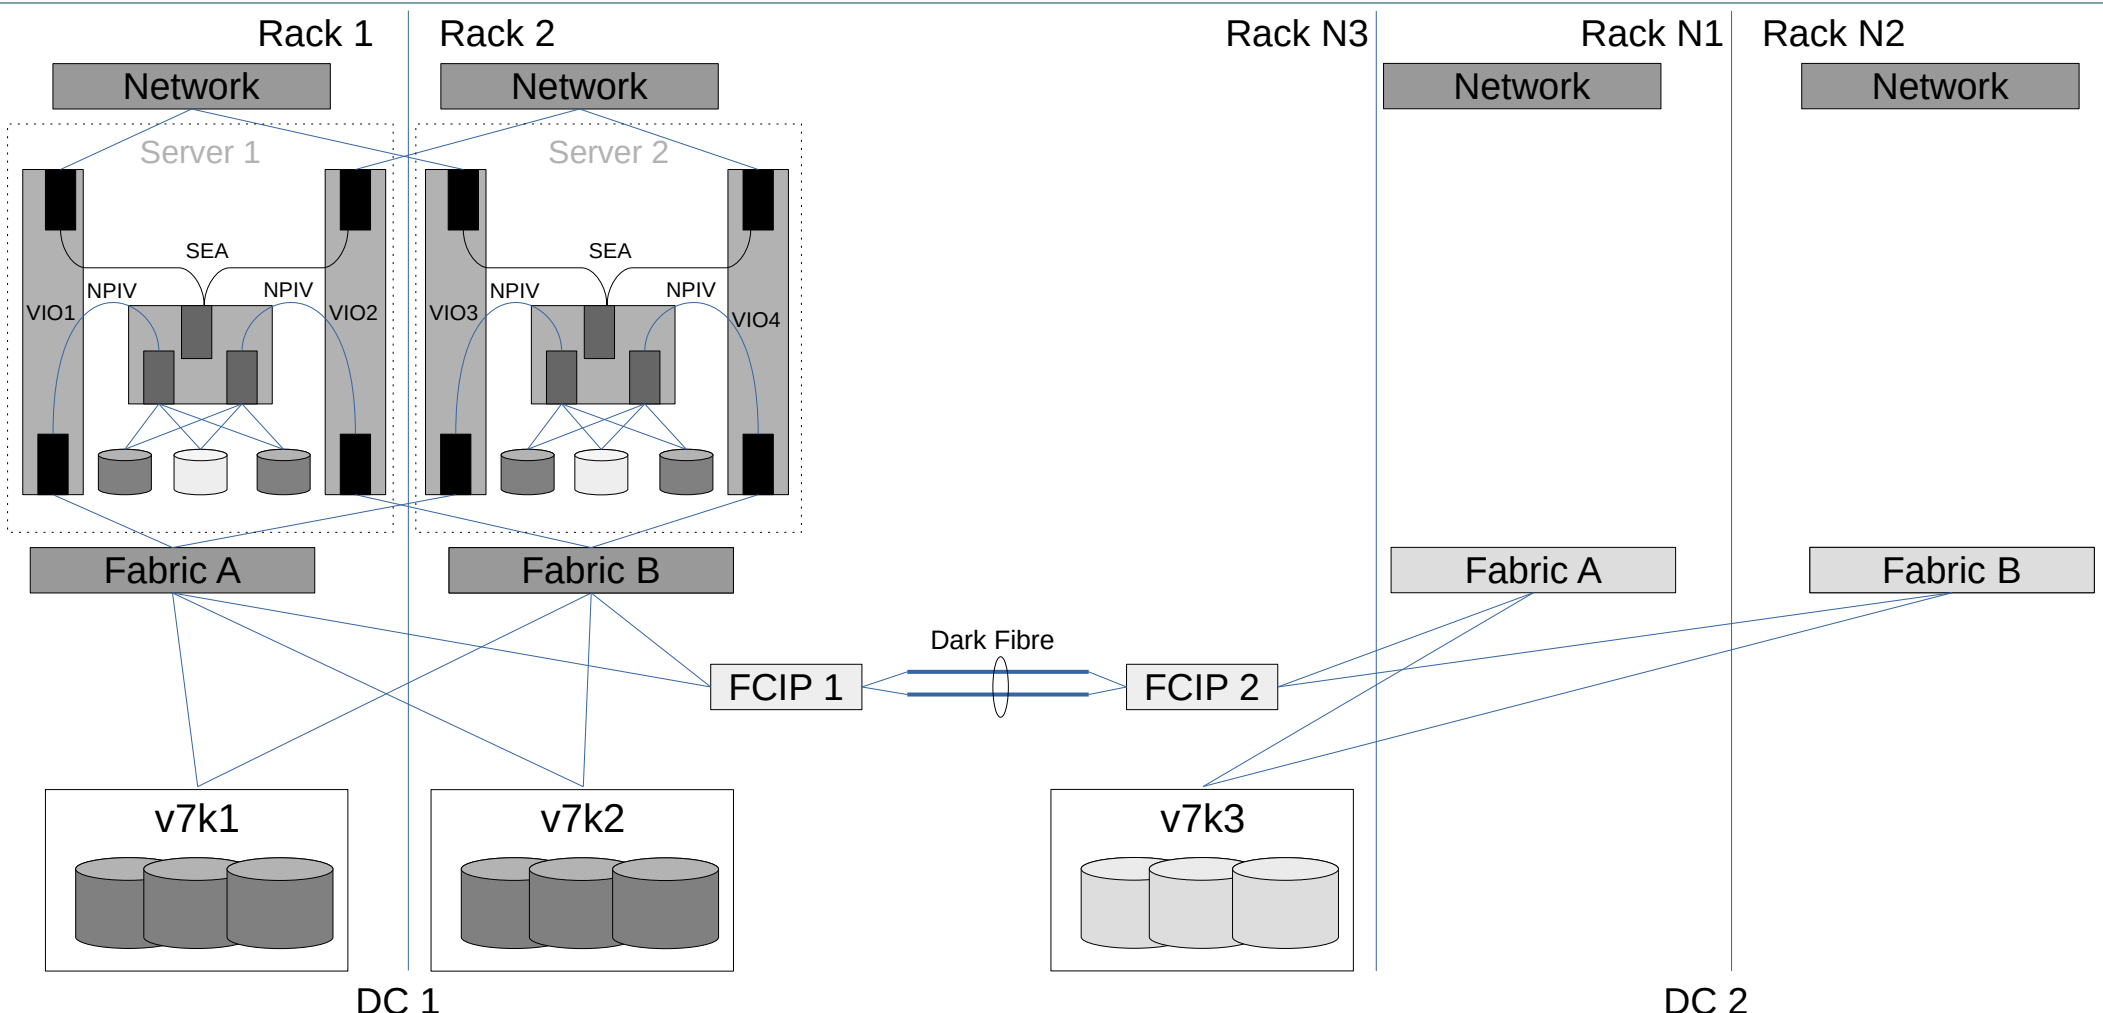 Rack 1
Rack 2
Rack N3
Rack N1
Rack N2
Network
Network
Network
Network
Server 1
Server 2
SEA
SEA
NPIV
NPIV
NPIV
NPIV
VIO1
VIO2
VIO3
VIO4
Fabric A
Fabric B
Fabric A
Fabric B
Dark Fibre
FCIP 1
FCIP 2
v7k1
v7k2
v7k3
DC 1
DC 2